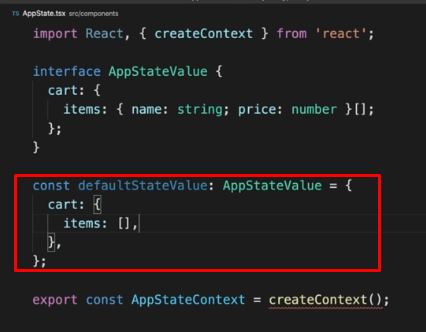 TS AppState.tsx src/components
import React, { createContext } from 'react';
interface AppStateValue {
cart: {
items: { name: string; price: number }[];
};
}
const defaultStateValue: AppStateValue = {
cart: {
items: [],
},
};
export const AppStateContext = createContext();